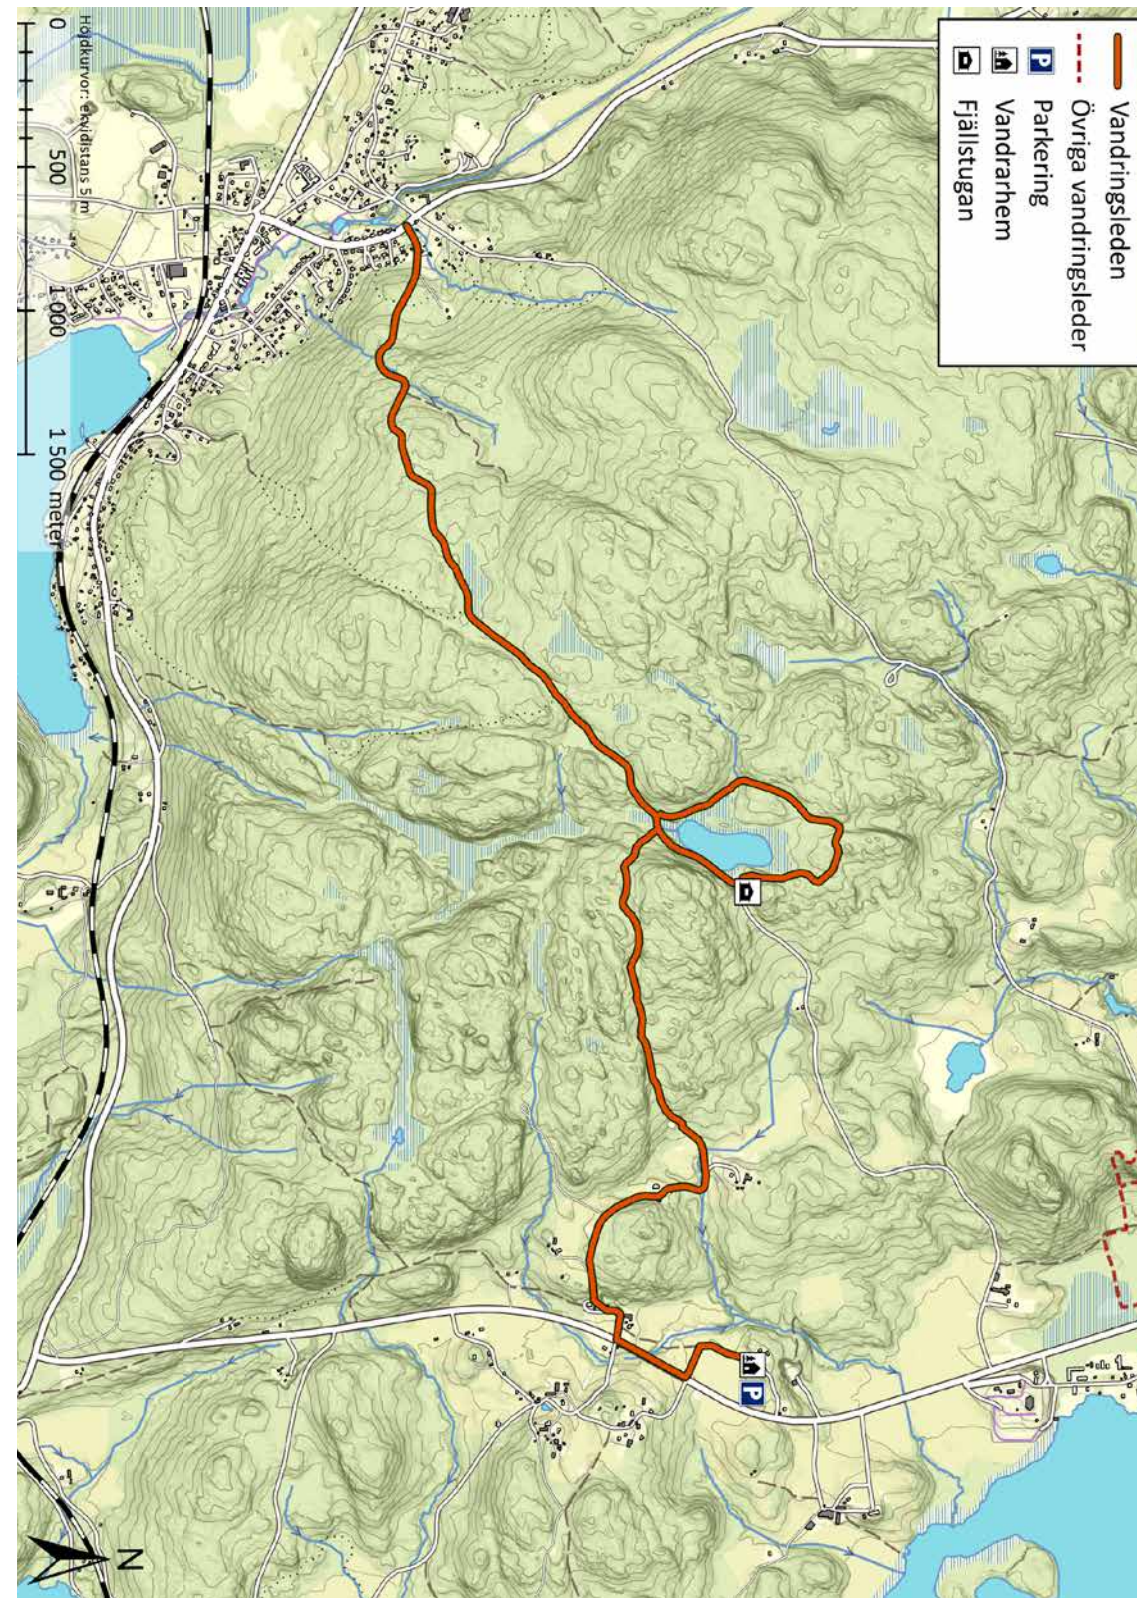 Vandringsleden
Övriga vandringsleder
P Parkering
Vandrarhem
Fjällstugan
P
Höjdkurvor: ekvidistans 5 m
0 500 1 000 1 500 meter
N